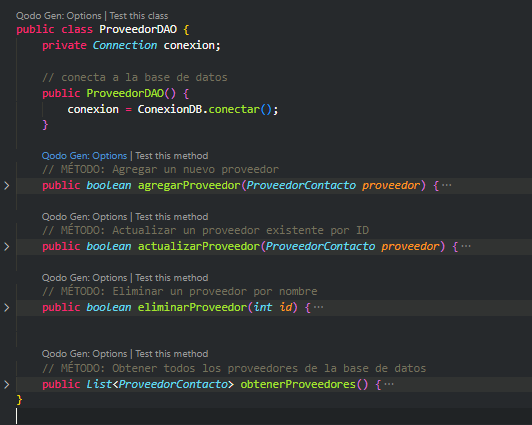 Qodo Gen: Options | Test this class
public class ProveedorDAO {
private Connection conexion;
// conecta a la base de datos
public ProveedorDAO() {
conexion = ConexionDB.conectar();
}
Qodo Gen: Options | Test this method
// MÉTODO: Agregar un nuevo proveedor
public boolean agregarProveedor(ProveedorContacto proveedor) {···
Qodo Gen: Options | Test this method
// MÉTODO: Actualizar un proveedor existente por ID
public boolean actualizarProveedor(ProveedorContacto proveedor) {···
Qodo Gen: Options | Test this method
// MÉTODO: Eliminar un proveedor por nombre
public boolean eliminarProveedor(int id) {···
Qodo Gen: Options | Test this method
// MÉTODO: Obtener todos los proveedores de la base de datos
public List<ProveedorContacto> obtenerProveedores() {···
}